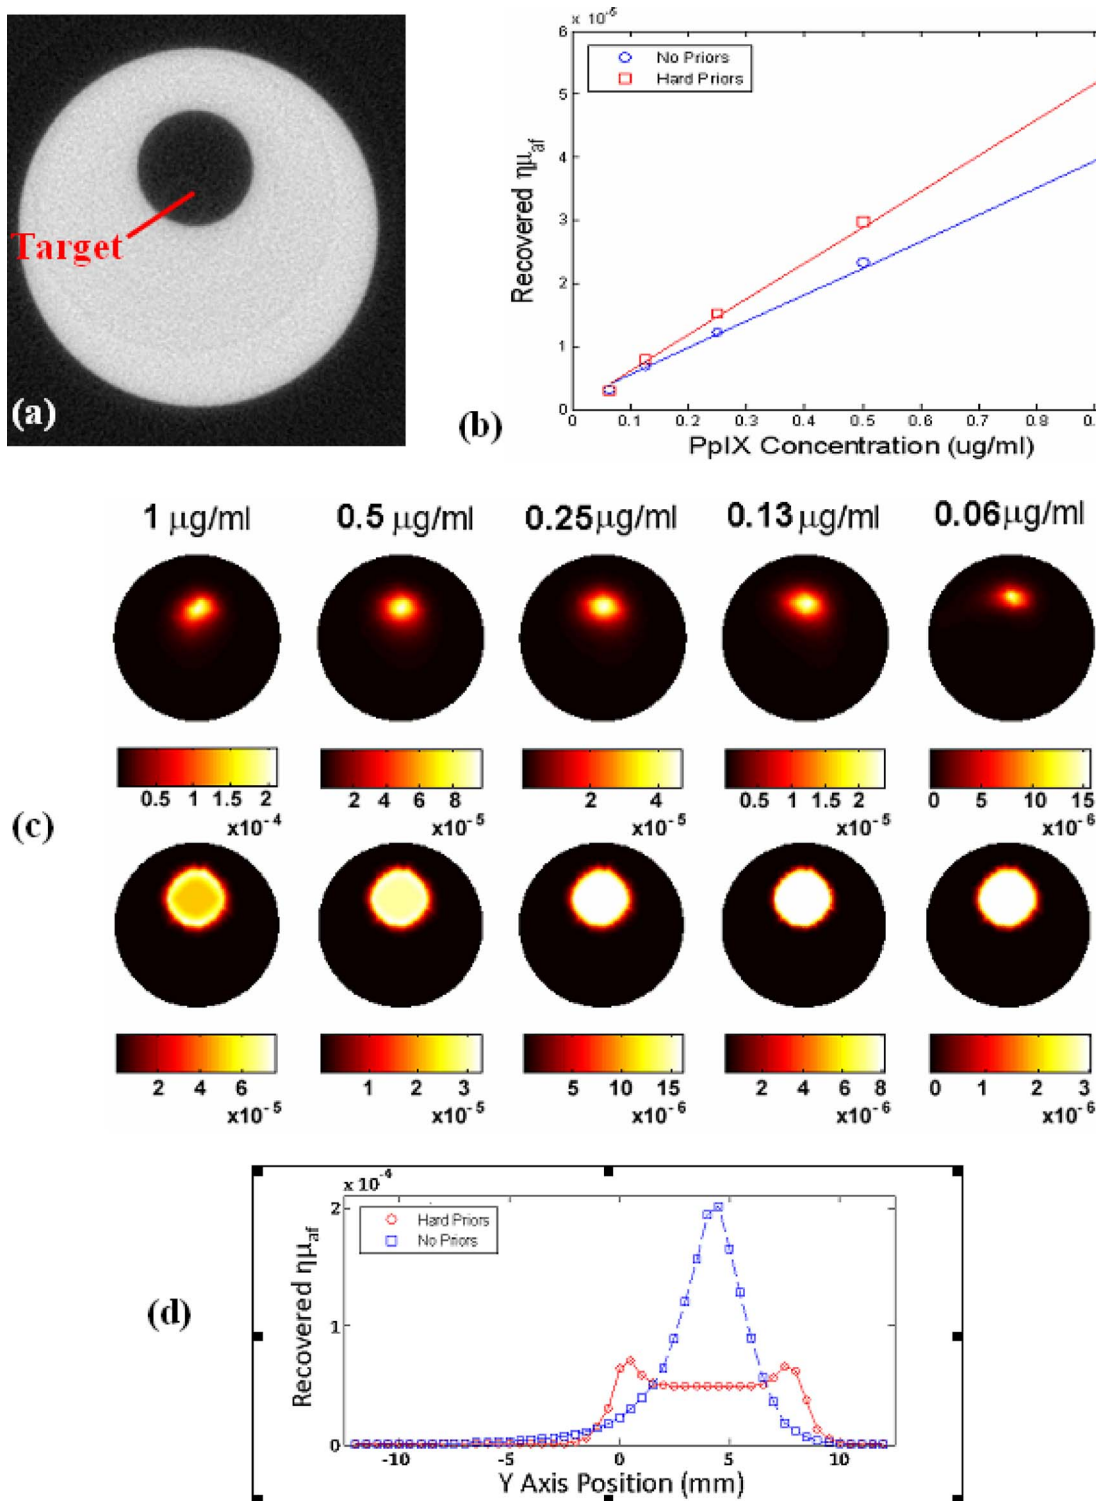 Target
(a)
x 10⁻⁵
No Priors
Hard Priors
Recovered ημaf
6
5
4
3
2
1
0
0 0.1 0.2 0.3 0.4 0.5 0.6 0.7 0.8
PpIX Concentration (ug/ml)
(b)
1 μg/ml 0.5 μg/ml 0.25μg/ml 0.13 μg/ml 0.06μg/ml
0.5 1 1.5 2 2 4 6 8 2 4 0.5 1 1.5 2 0 5 10 15
x10⁻⁴ x10⁻⁵ x10⁻⁵ x10⁻⁵ x10⁻⁶
(c)
2 4 6 1 2 3 5 10 15 2 4 6 8 0 1 2 3
x10⁻⁵ x10⁻⁵ x10⁻⁶ x10⁻⁶ x10⁻⁶
x 10⁻⁴
Hard Priors
No Priors
Recovered ημaf
2
1
0
-10 -5 0 5 10
Y Axis Position (mm)
(d)